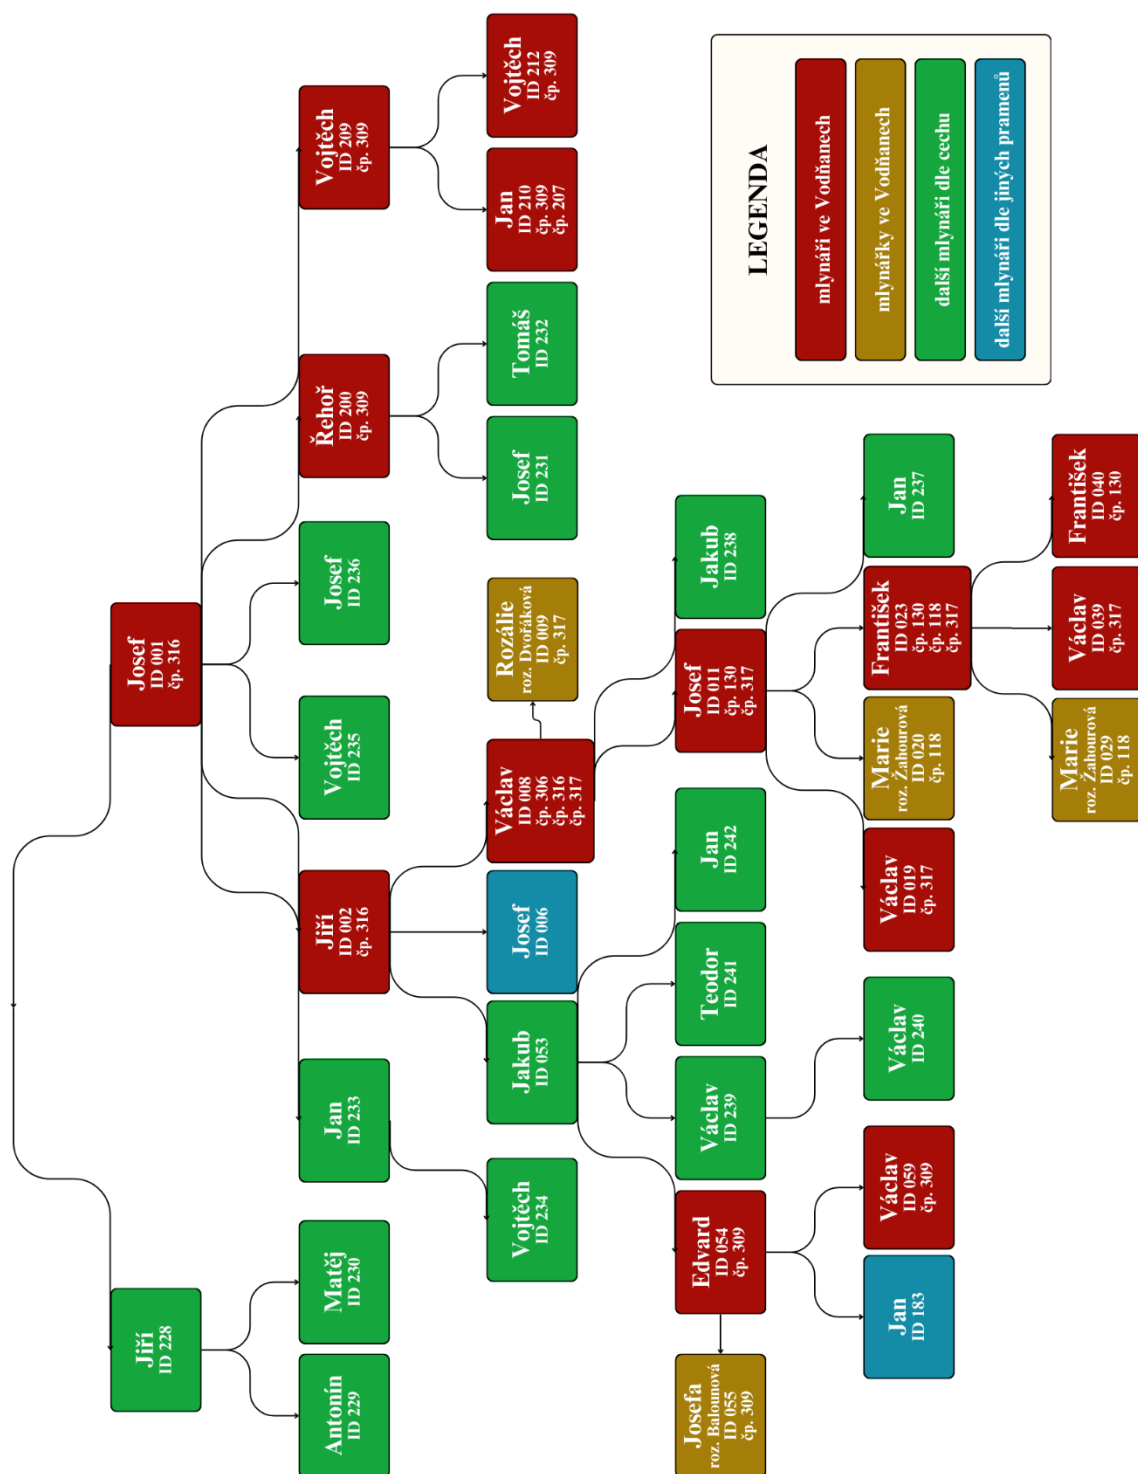 Jiří
ID 228
Josef
ID 001
čp. 316
Antonín
ID 229
Matěj
ID 230
Jan
ID 233
Jiří
ID 002
čp. 316
Vojtěch
ID 235
Josef
ID 236
Řehoř
ID 200
čp. 309
Vojtěch
ID 209
čp. 309
Vojtěch
ID 234
Jakub
ID 053
Josef
ID 006
Václav
ID 008
čp. 306
čp. 316
čp. 317
Rozálie
roz. Dvořáková
ID 009
čp. 317
Josef
ID 231
Tomáš
ID 232
Jan
ID 210
čp. 309
čp. 207
Vojtěch
ID 212
čp. 309
Josefa
roz. Balounová
ID 055
čp. 309
Edvard
ID 054
čp. 309
Václav
ID 239
Teodor
ID 241
Jan
ID 242
Josef
ID 011
čp. 130
čp. 317
Jakub
ID 238
Jan
ID 183
Václav
ID 059
čp. 309
Václav
ID 240
Václav
ID 019
čp. 317
Marie
roz. Žahourová
ID 020
čp. 118
František
ID 023
čp. 130
čp. 118
čp. 317
Jan
ID 237
Marie
roz. Žahourová
ID 029
čp. 118
Václav
ID 039
čp. 317
František
ID 040
čp. 130
LEGENDA
mlynáři ve Vodňanech
mlynářky ve Vodňanech
další mlynáři dle cechu
další mlynáři dle jiných pramenů